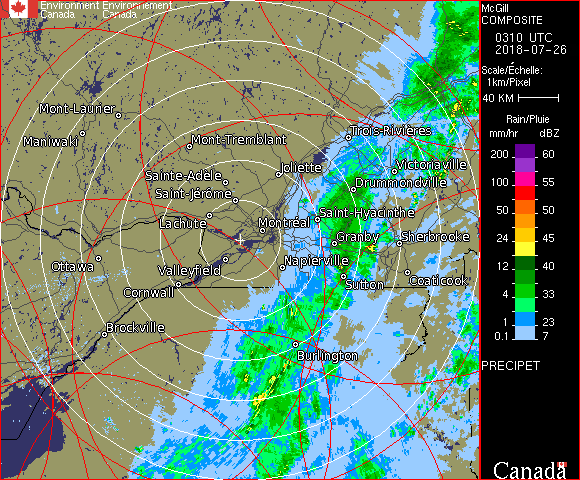 Environment Environnement
Canada Canada
McGill
COMPOSITE
0310 UTC
2018-07-26
Scale/Échelle:
1km/Pixel
40 KM
Rain/Pluie
mm/hr dBZ
200 60
100 55
50 50
24 45
12 40
4 33
1 23
0.1 7
PRECIPET
Canada
Mont-Laurier
Maniwaki
Mont-Tremblant
Trois-Rivières
Sainte-Adèle
Joliette
Victoriaville
Saint-Jérôme
Drummondville
Lachute
Montréal
Saint-Hyacinthe
Granby
Sherbrooke
Ottawa
Valleyfield
Napierville
Cornwall
Sutton
Coaticook
Brockville
Burlington